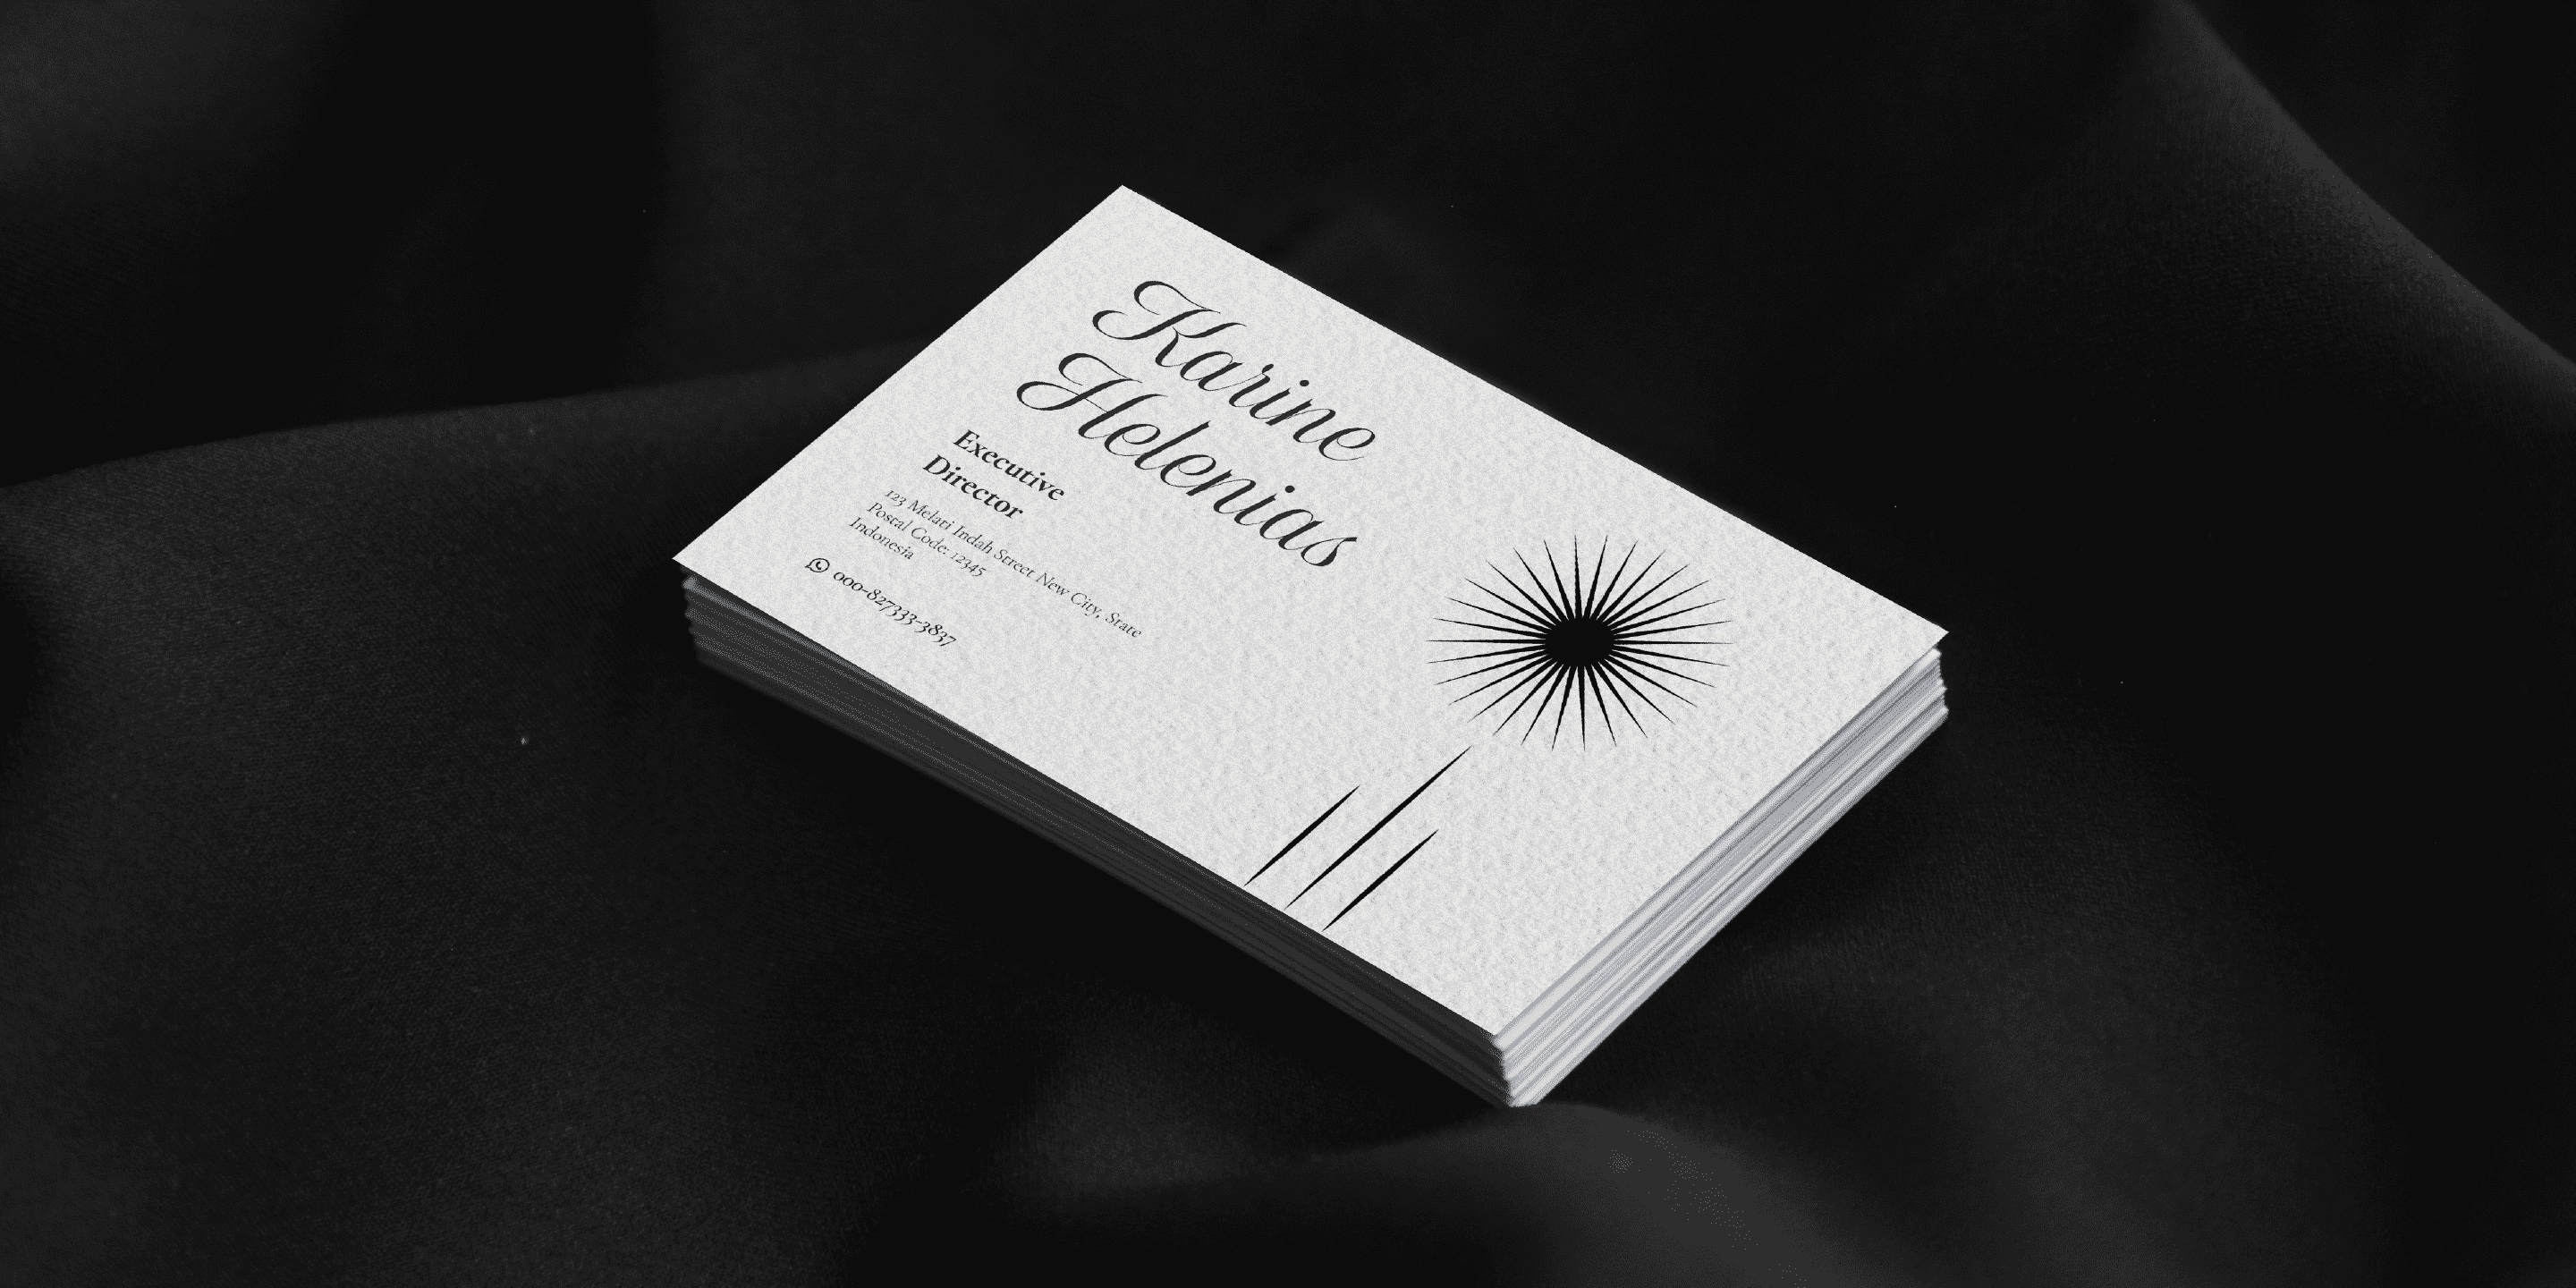 Karine
Helenias
Executive
Director
123 Melati Indah Street New City, State
Postal Code: 12345
Indonesia
000-827333-3837